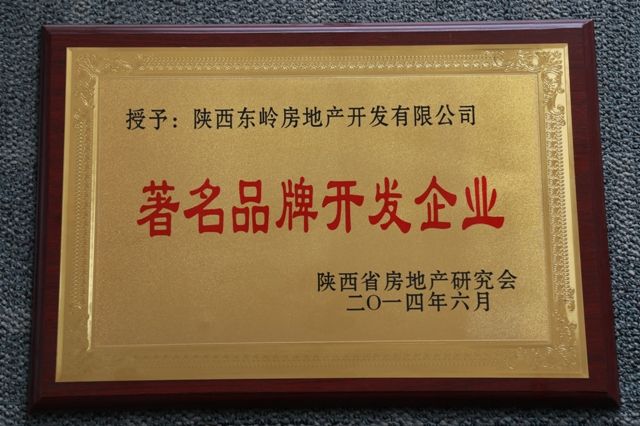 授予：陕西东岭房地产开发有限公司
著名品牌开发企业
陕西省房地产研究会
二〇一四年六月